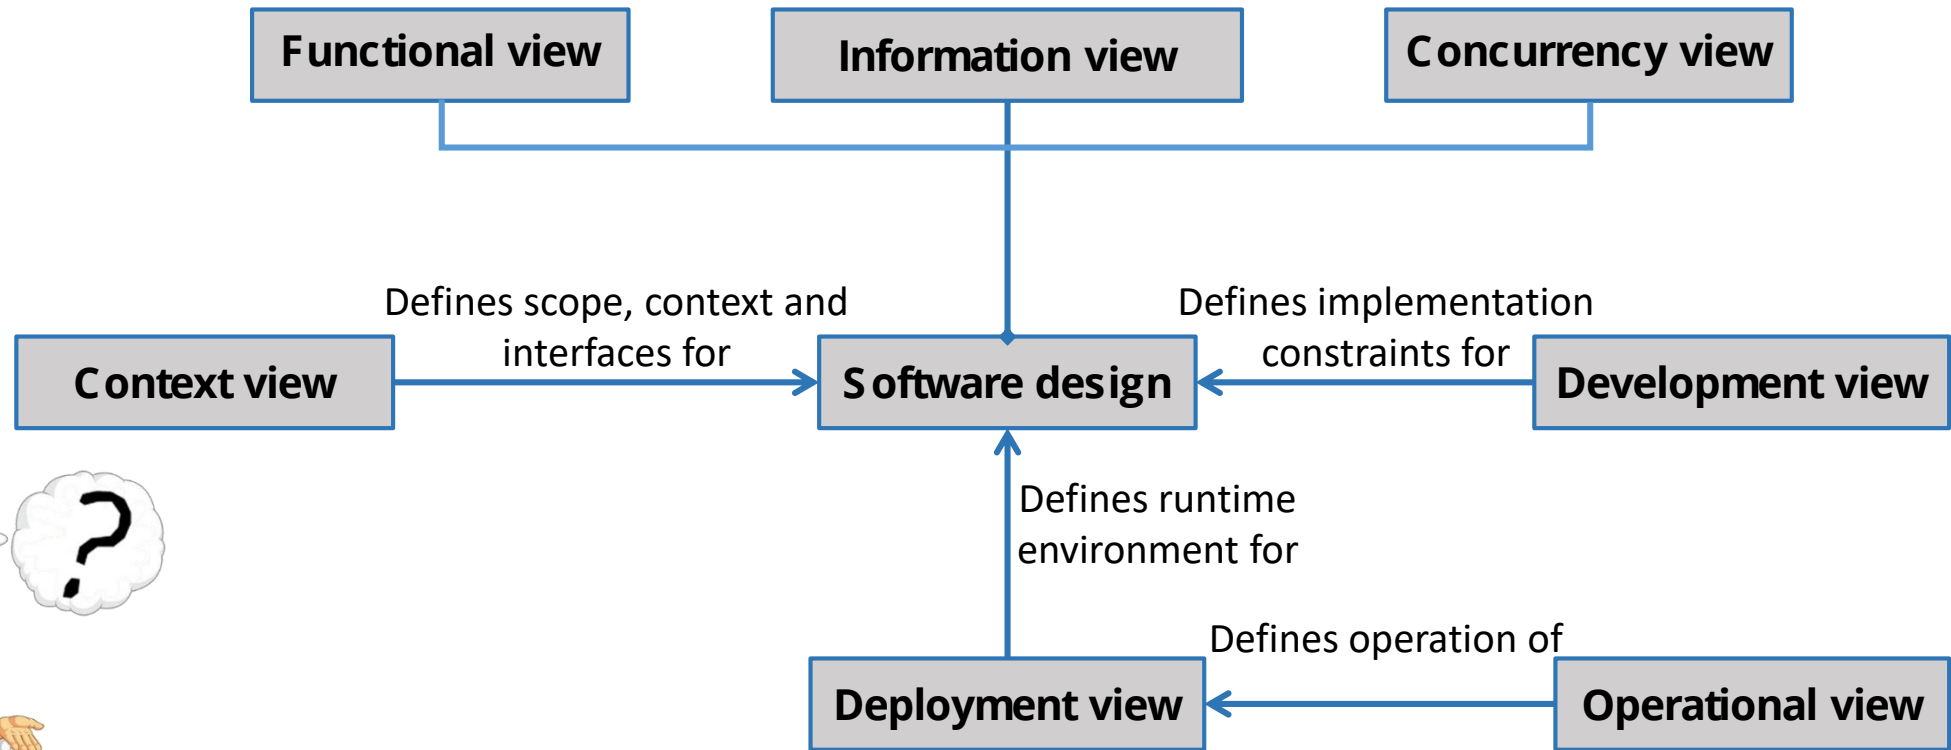 Functional view
Information view
Concurrency view
Defines scope, context and
interfaces for
Defines implementation
constraints for
Context view
Software design
Development view
?
Defines runtime
environment for
Defines operation of
Deployment view
Operational view